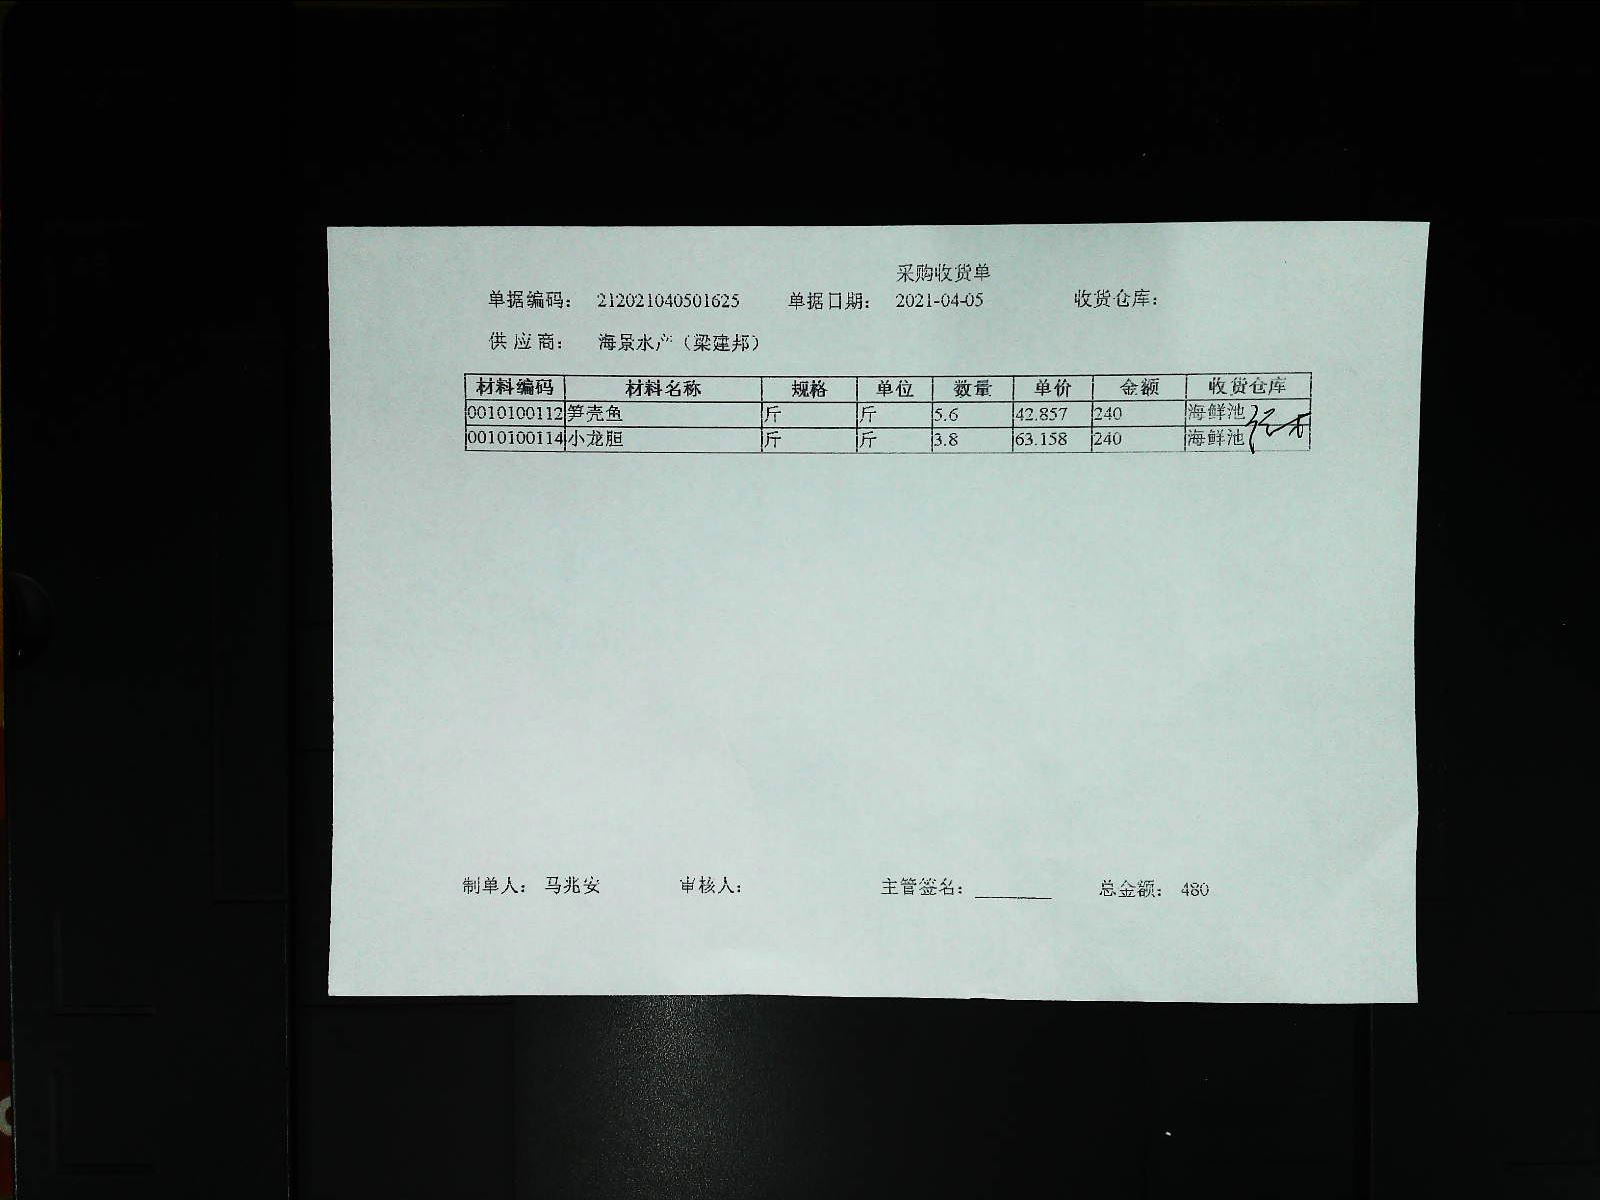 采购收货单
单据编码： 212021040501625 单据日期： 2021-04-05 收货仓库：
供应商： 海景水产（梁建邦）
材料编码 材料名称 规格 单位 数量 单价 金额 收货仓库
0010100112 笋壳鱼 斤 斤 5.6 42.857 240 海鲜池
0010100114 小龙胆 斤 斤 3.8 63.158 240 海鲜池
制单人： 马兆安 审核人： 主管签名： 总金额： 480